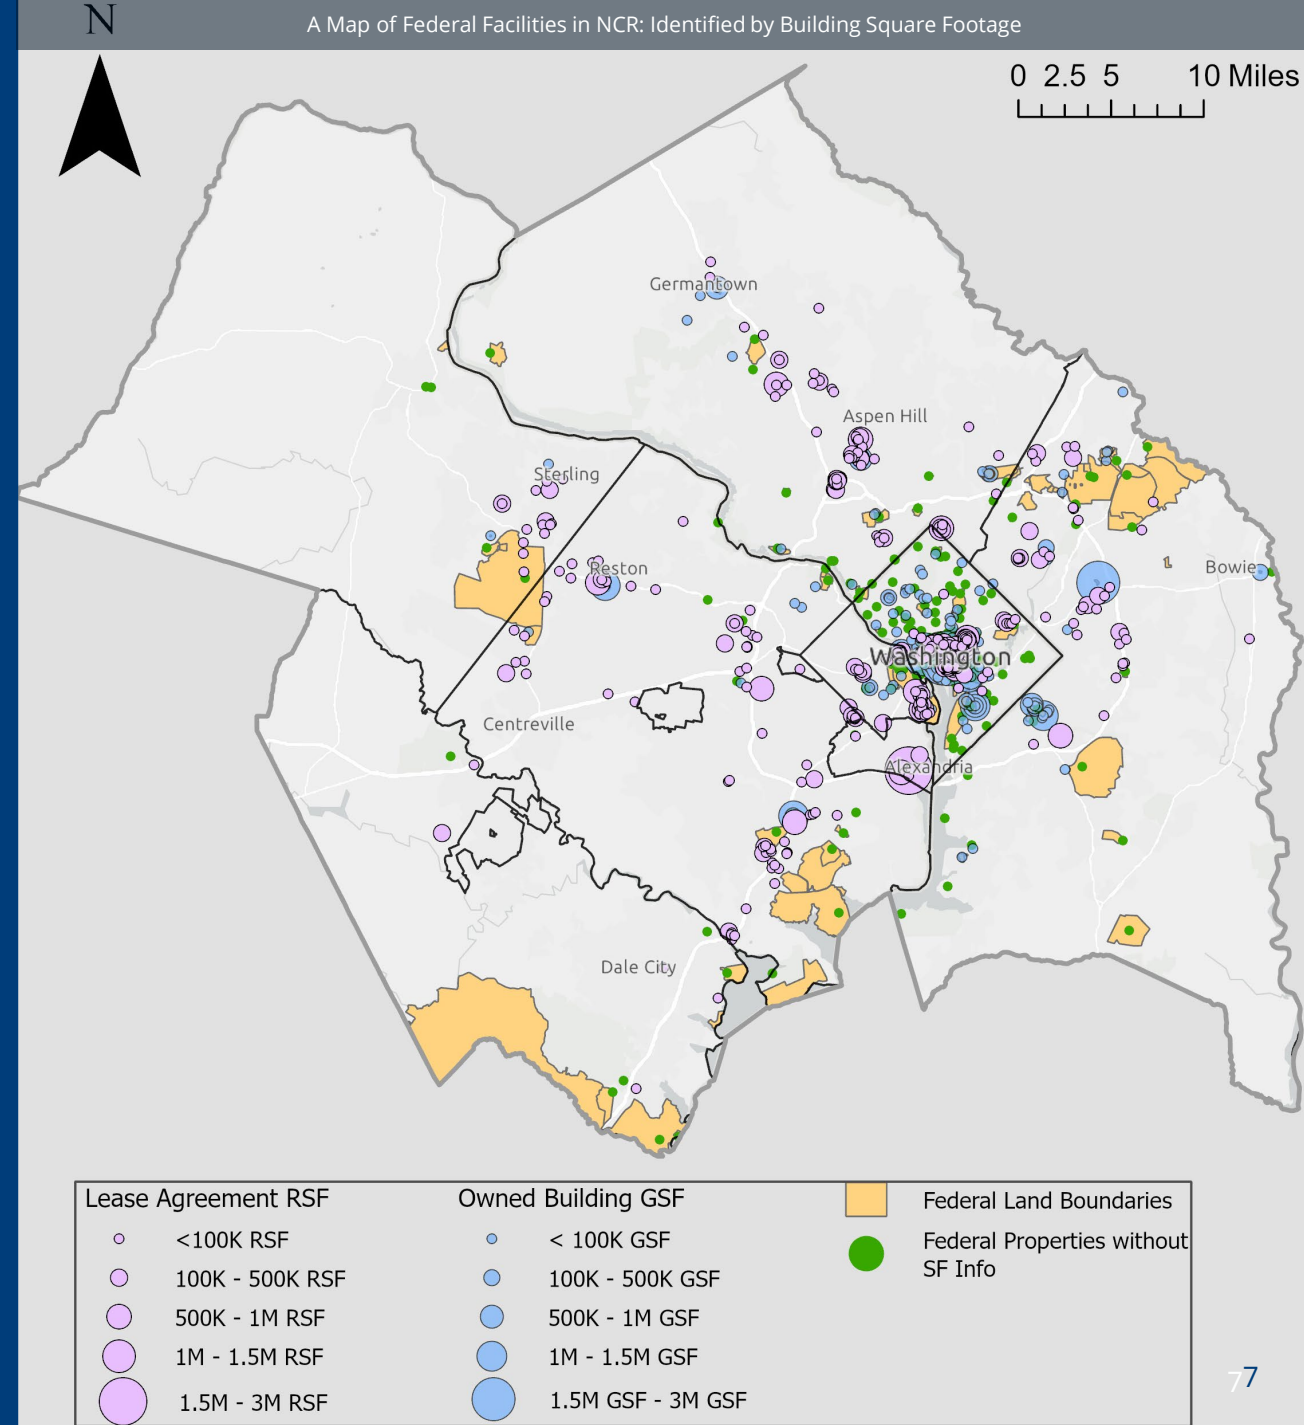 N
A Map of Federal Facilities in NCR: Identified by Building Square Footage
0 2.5 5 10 Miles
Germantown
Aspen Hill
Sterling
Reston
Bowie
Washington
Centreville
Alexandria
Dale City
Lease Agreement RSF
<100K RSF
100K - 500K RSF
500K - 1M RSF
1M - 1.5M RSF
1.5M - 3M RSF
Owned Building GSF
< 100K GSF
100K - 500K GSF
500K - 1M GSF
1M - 1.5M GSF
1.5M GSF - 3M GSF
Federal Land Boundaries
Federal Properties without
SF Info
77